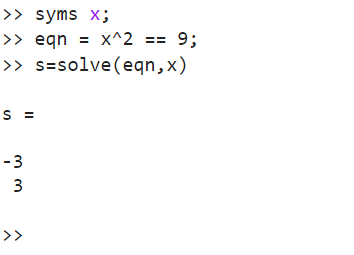 >> syms x;
>> eqn = x^2 == 9;
>> s=solve(eqn,x)
s =
-3
3
>>